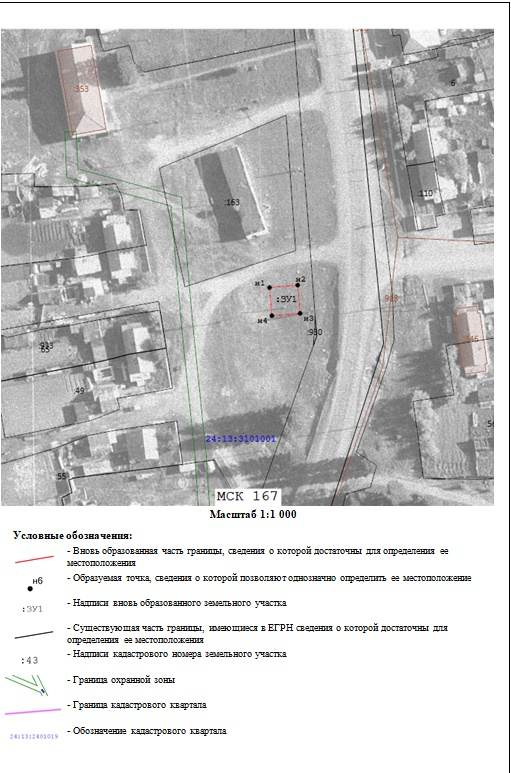 353
6
:163
110
н1
н2
:ЗУ1
н4
н3
930
346
65
49
24:13:3101001
55
МСК 167
Масштаб 1:1 000
Условные обозначения:
- Вновь образованная часть границы, сведения о которой достаточны для определения ее
местоположения
н6
- Образуемая точка, сведения о которой позволяют однозначно определить ее местоположение
:ЗУ1
- Надписи вновь образованного земельного участка
- Существующая часть границы, имеющиеся в ЕГРН сведения о которой достаточны для
определения ее местоположения
:43
- Надписи кадастрового номера земельного участка
- Граница охранной зоны
- Граница кадастрового квартала
24:13:2401019
- Обозначение кадастрового квартала